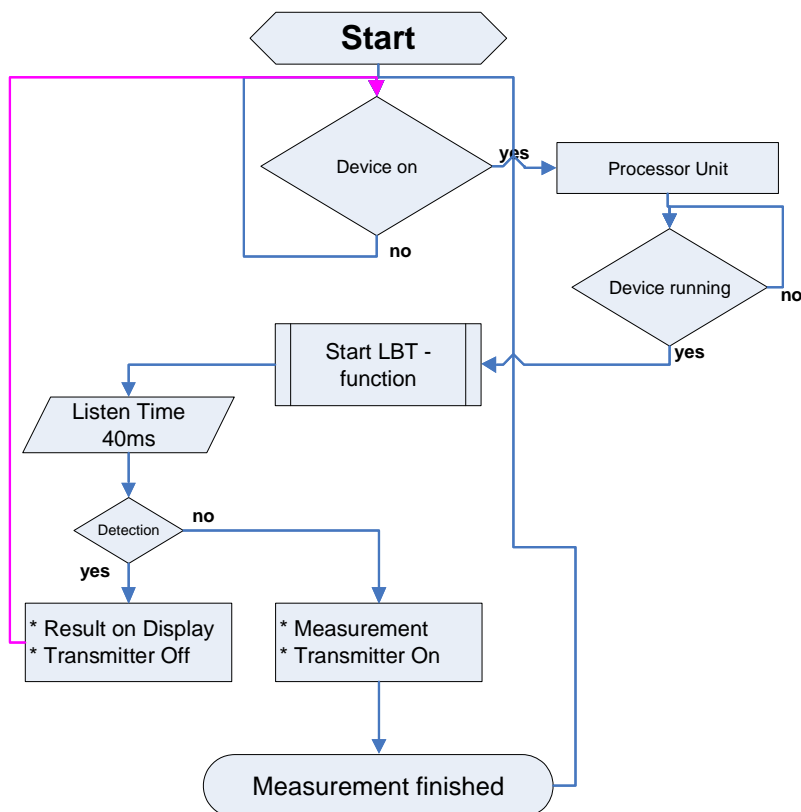 Start
Device on
yes
Processor Unit
no
Device running
no
yes
Start LBT -
function
Listen Time
40ms
Detection
no
yes
* Result on Display
* Transmitter Off
* Measurement
* Transmitter On
Measurement finished